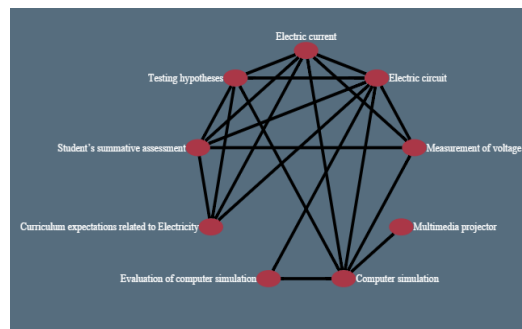 Electric current
Testing hypotheses
Electric circuit
Student's summative assessment
Measurement of voltage
Curriculum expectations related to Electricity
Multimedia projector
Evaluation of computer simulation
Computer simulation